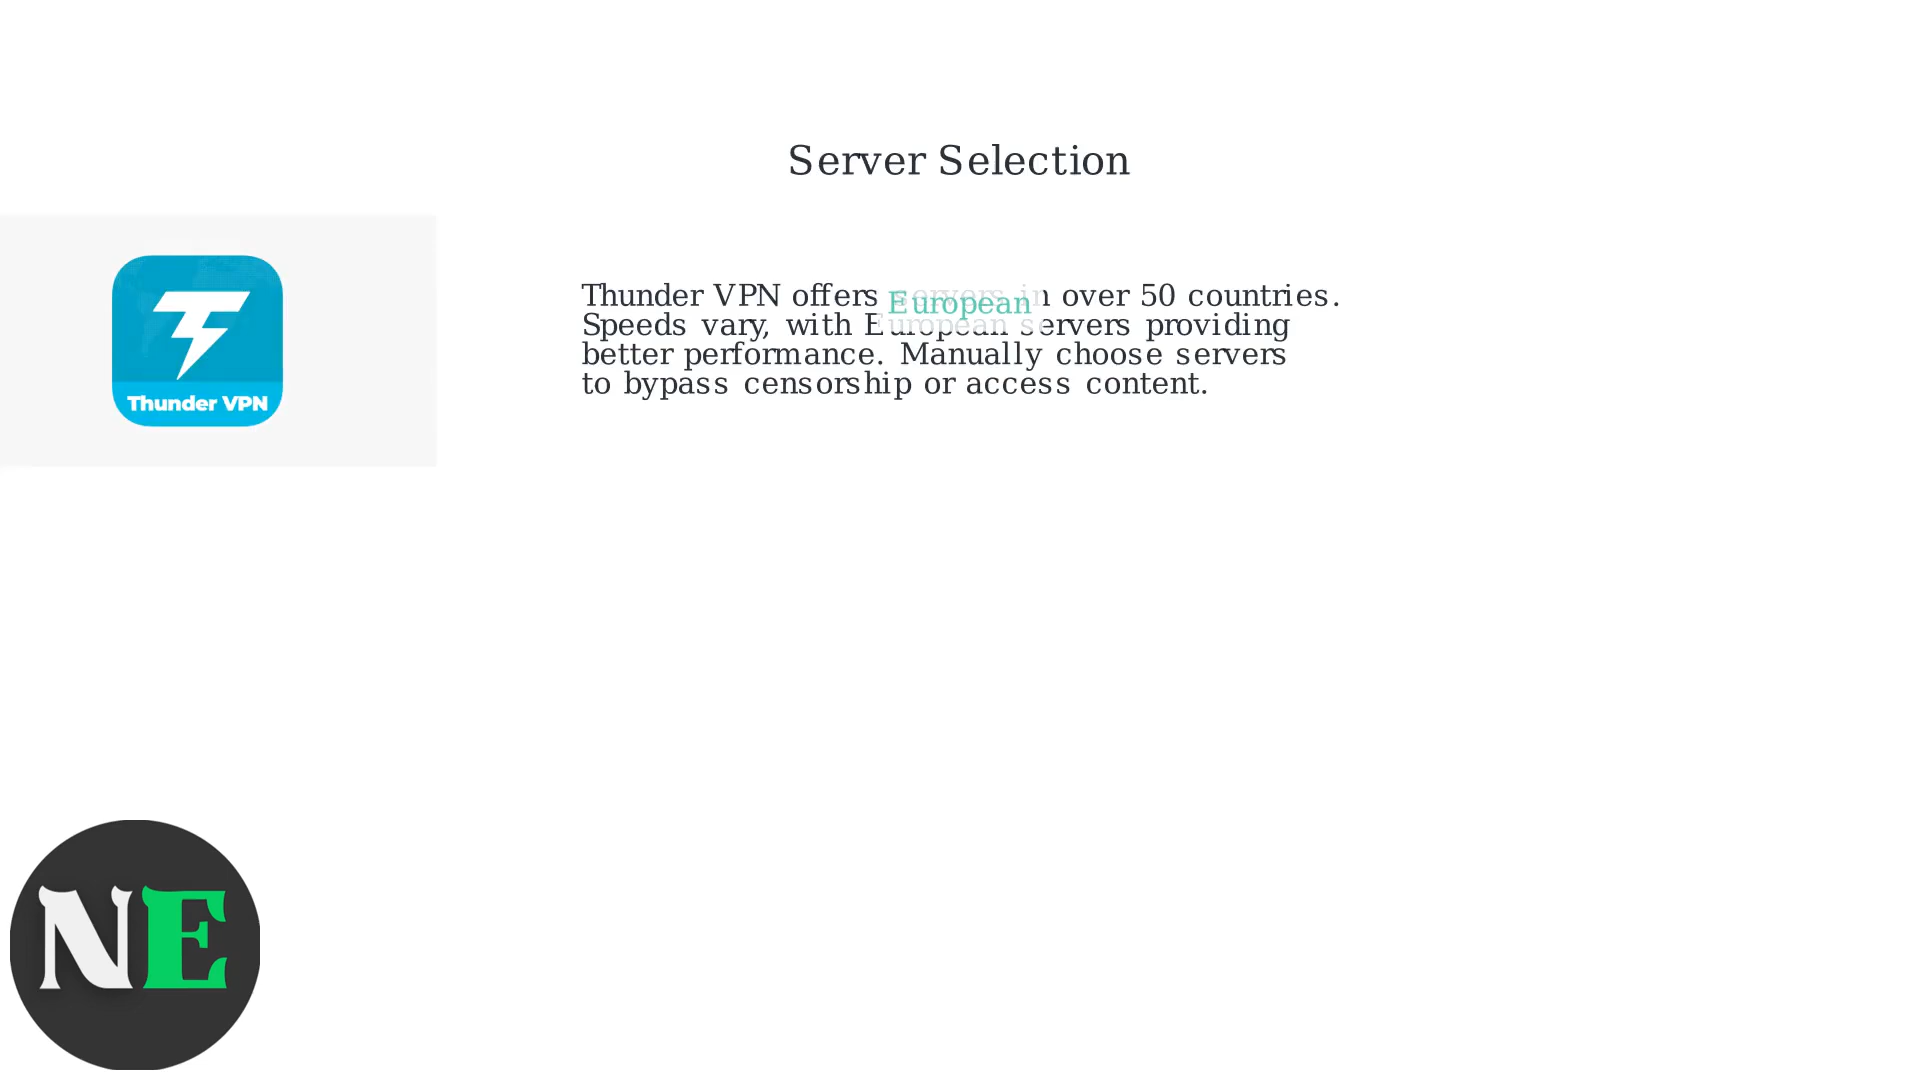 Server Selection
Thunder VPN
Thunder VPN offers servers in over 50 countries.
European
Speeds vary, with European servers providing
better performance. Manually choose servers
to bypass censorship or access content.
NE